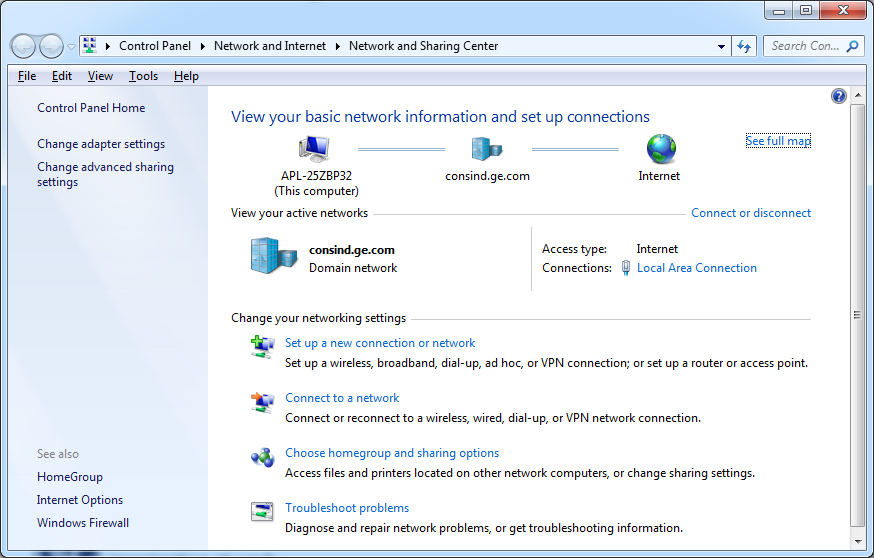 Control Panel Network and Internet Network and Sharing Center
Search Con...
File Edit View Tools Help
Control Panel Home
Change adapter settings
Change advanced sharing
settings
See also
HomeGroup
Internet Options
Windows Firewall
View your basic network information and set up connections
See full map
APL-25ZBP32
(This computer)
consind.ge.com
Internet
View your active networks
Connect or disconnect
consind.ge.com
Domain network
Access type: Internet
Connections: Local Area Connection
Change your networking settings
Set up a new connection or network
Set up a wireless, broadband, dial-up, ad hoc, or VPN connection; or set up a router or access point.
Connect to a network
Connect or reconnect to a wireless, wired, dial-up, or VPN network connection.
Choose homegroup and sharing options
Access files and printers located on other network computers, or change sharing settings.
Troubleshoot problems
Diagnose and repair network problems, or get troubleshooting information.